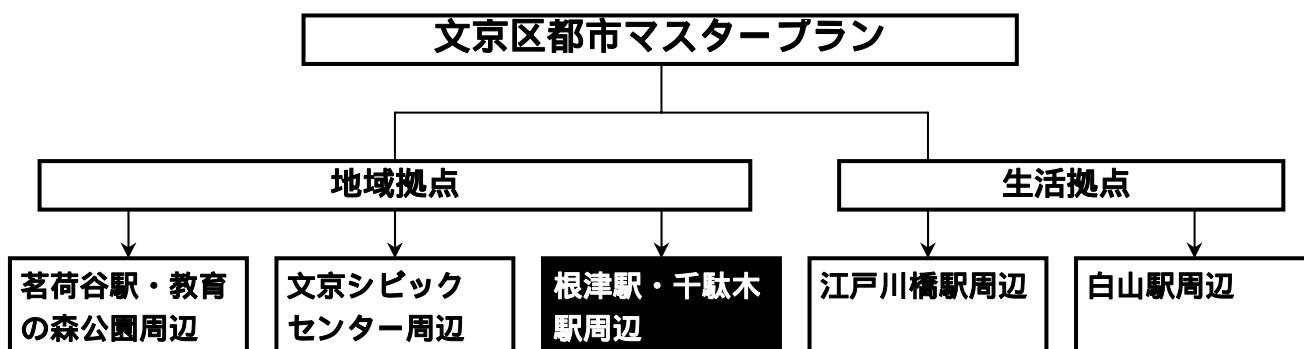 文京区都市マスタープラン
地域拠点
生活拠点
茗荷谷駅・教育
の森公園周辺
文京シビック
センター周辺
根津駅・千駄木
駅周辺
江戸川橋駅周辺
白山駅周辺